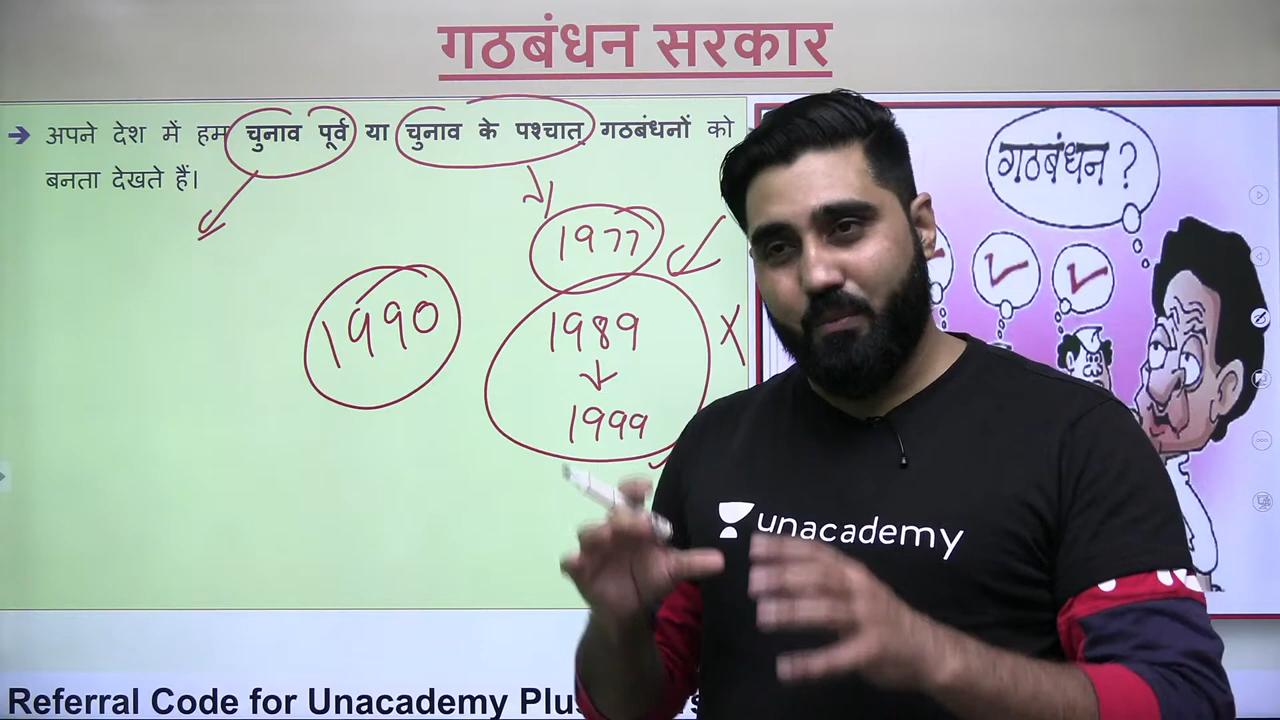 गठबंधन सरकार
→ अपने देश में हम चुनाव पूर्व या चुनाव के पश्चात् गठबंधनों को
बनता देखते हैं।
गठबंधन ?
1977
1990
1989
1999
unacademy
Referral Code for Unacademy Plus